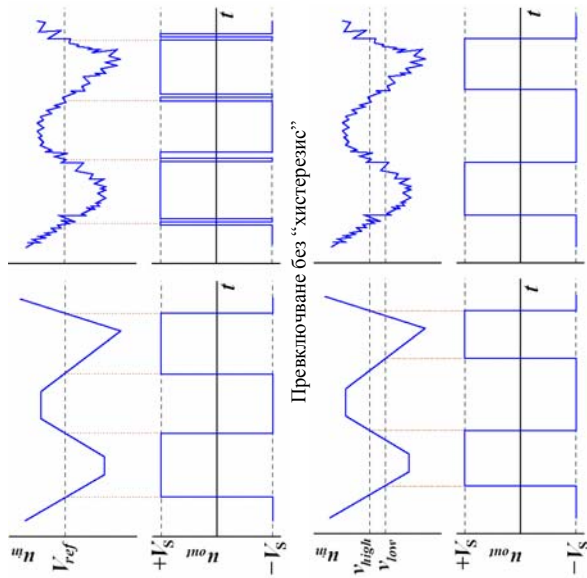 u_in
V_ref
+V_S
u_out
−V_S
t
t
Превключване без “хистерезис”
u_in
v_high
v_low
+V_S
u_out
−V_S
t
t